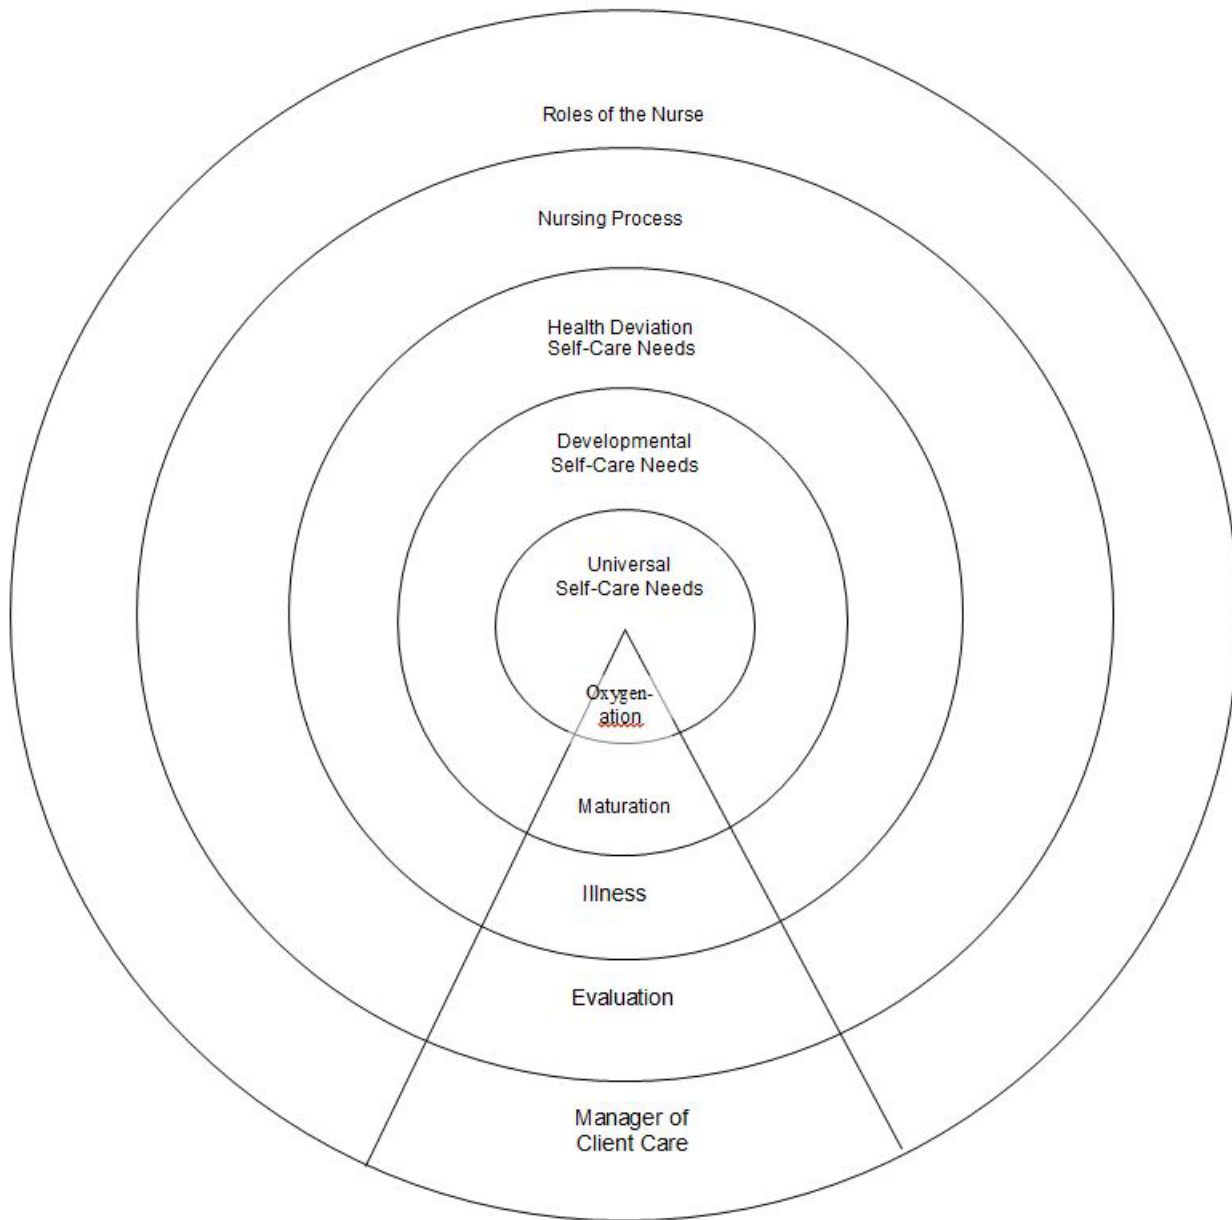 Roles of the Nurse
Nursing Process
Health Deviation
Self-Care Needs
Developmental
Self-Care Needs
Universal
Self-Care Needs
Oxygen-
ation
Maturation
Illness
Evaluation
Manager of
Client Care